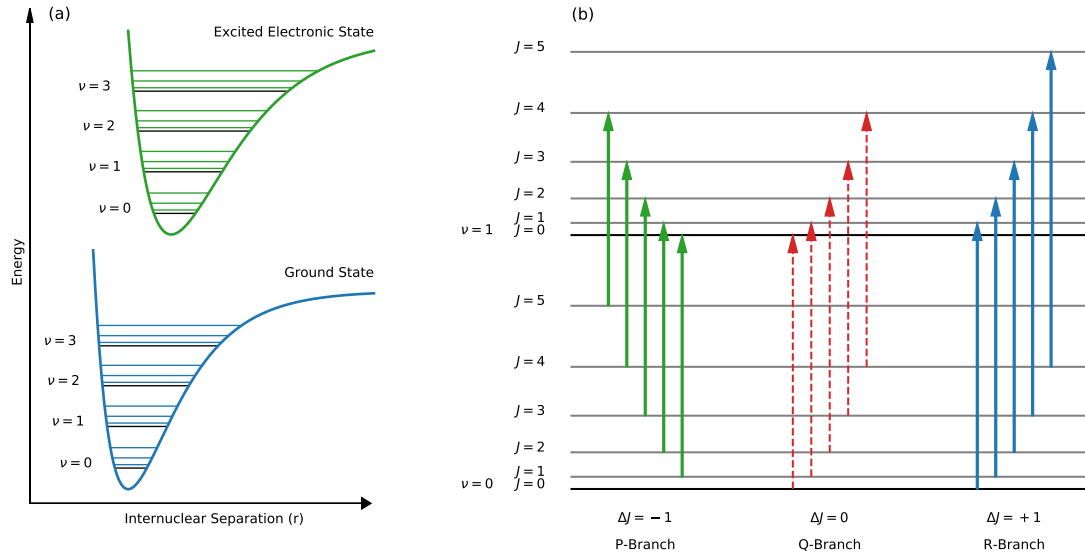 (a)
Excited Electronic State
ν = 3
ν = 2
ν = 1
ν = 0
Ground State
ν = 3
ν = 2
ν = 1
ν = 0
Energy
Internuclear Separation (r)
(b)
J = 5
J = 4
J = 3
J = 2
J = 1
ν = 1 J = 0
J = 5
J = 4
J = 3
J = 2
J = 1
ν = 0 J = 0
ΔJ = −1 ΔJ = 0 ΔJ = +1
P-Branch Q-Branch R-Branch